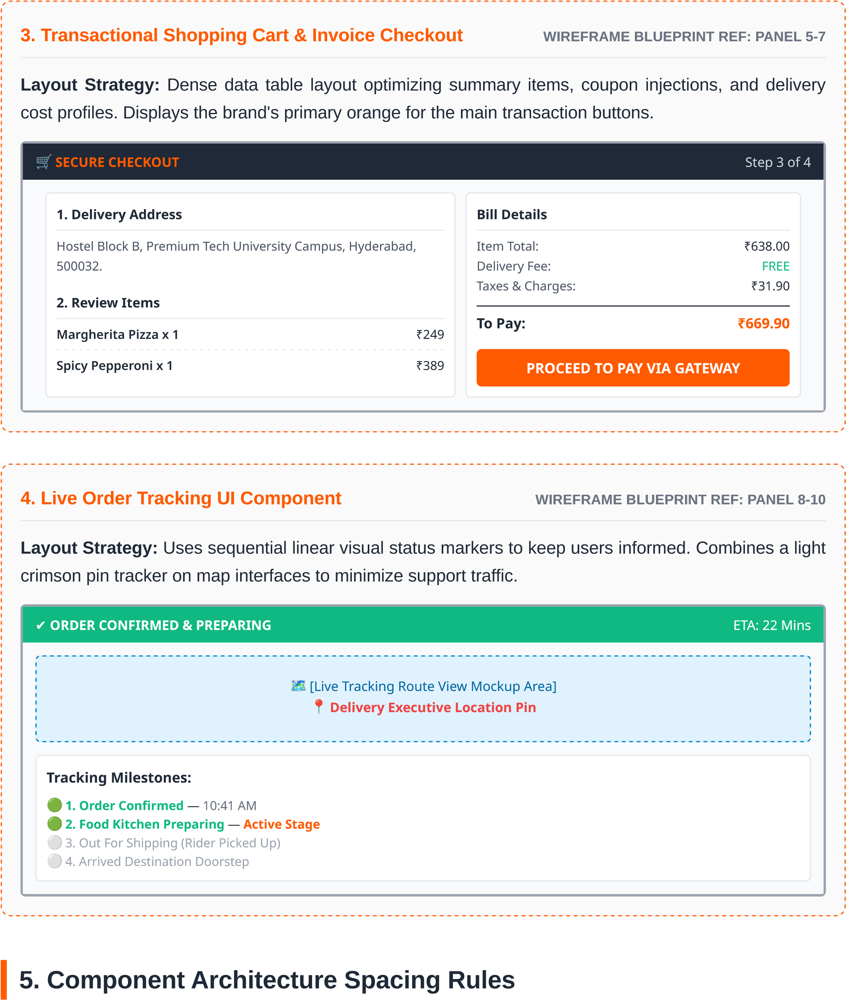 3. Transactional Shopping Cart & Invoice Checkout
WIREFRAME BLUEPRINT REF: PANEL 5-7
Layout Strategy: Dense data table layout optimizing summary items, coupon injections, and delivery
cost profiles. Displays the brand's primary orange for the main transaction buttons.
🛒 SECURE CHECKOUT
Step 3 of 4
1. Delivery Address
Hostel Block B, Premium Tech University Campus, Hyderabad,
500032.
2. Review Items
Margherita Pizza x 1 ₹249
Spicy Pepperoni x 1 ₹389
Bill Details
Item Total: ₹638.00
Delivery Fee: FREE
Taxes & Charges: ₹31.90
To Pay: ₹669.90
PROCEED TO PAY VIA GATEWAY
4. Live Order Tracking UI Component
WIREFRAME BLUEPRINT REF: PANEL 8-10
Layout Strategy: Uses sequential linear visual status markers to keep users informed. Combines a light
crimson pin tracker on map interfaces to minimize support traffic.
✔ ORDER CONFIRMED & PREPARING
ETA: 22 Mins
🗺️ [Live Tracking Route View Mockup Area]
📍 Delivery Executive Location Pin
Tracking Milestones:
🟢 1. Order Confirmed — 10:41 AM
🟢 2. Food Kitchen Preparing — Active Stage
⚪ 3. Out For Shipping (Rider Picked Up)
⚪ 4. Arrived Destination Doorstep
5. Component Architecture Spacing Rules